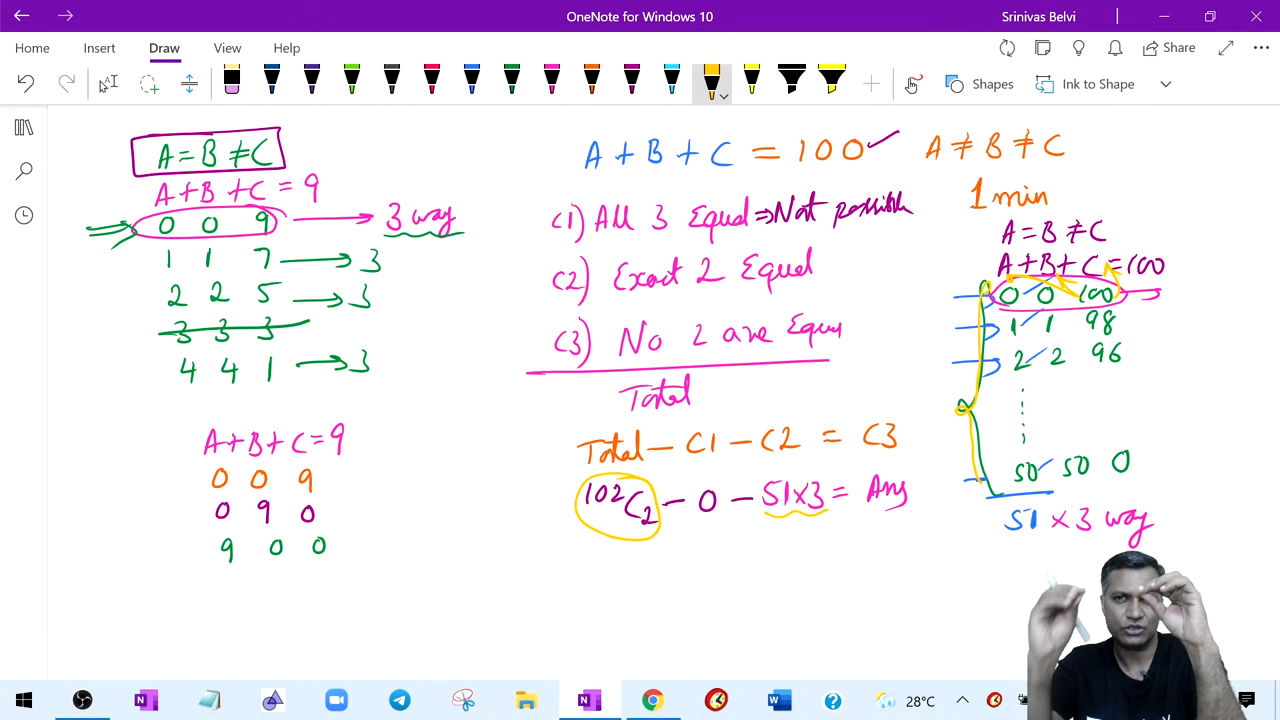 OneNote for Windows 10
Srinivas Belvi
Home Insert Draw View Help
Share
Shapes
Ink to Shape
A = B ≠ C
A + B + C = 9
0 0 9 → 3 way
1 1 7 → 3
2 2 5 → 3
3 3 3
4 4 1 → 3
A + B + C = 9
0 0 9
0 9 0
9 0 0
A + B + C = 100 ✓
A ≠ B ≠ C
C1) All 3 Equal ⇒ Not possible
C2) Exact 2 Equal
C3) No 2 are Equ
Total
Total — C1 — C2 = C3
¹⁰²C₂ — 0 — 51×3 = Ans
1 min
A = B ≠ C
A + B + C = 100
0 0 100
1 1 98
2 2 96
50 50 0
51 × 3 way
28°C